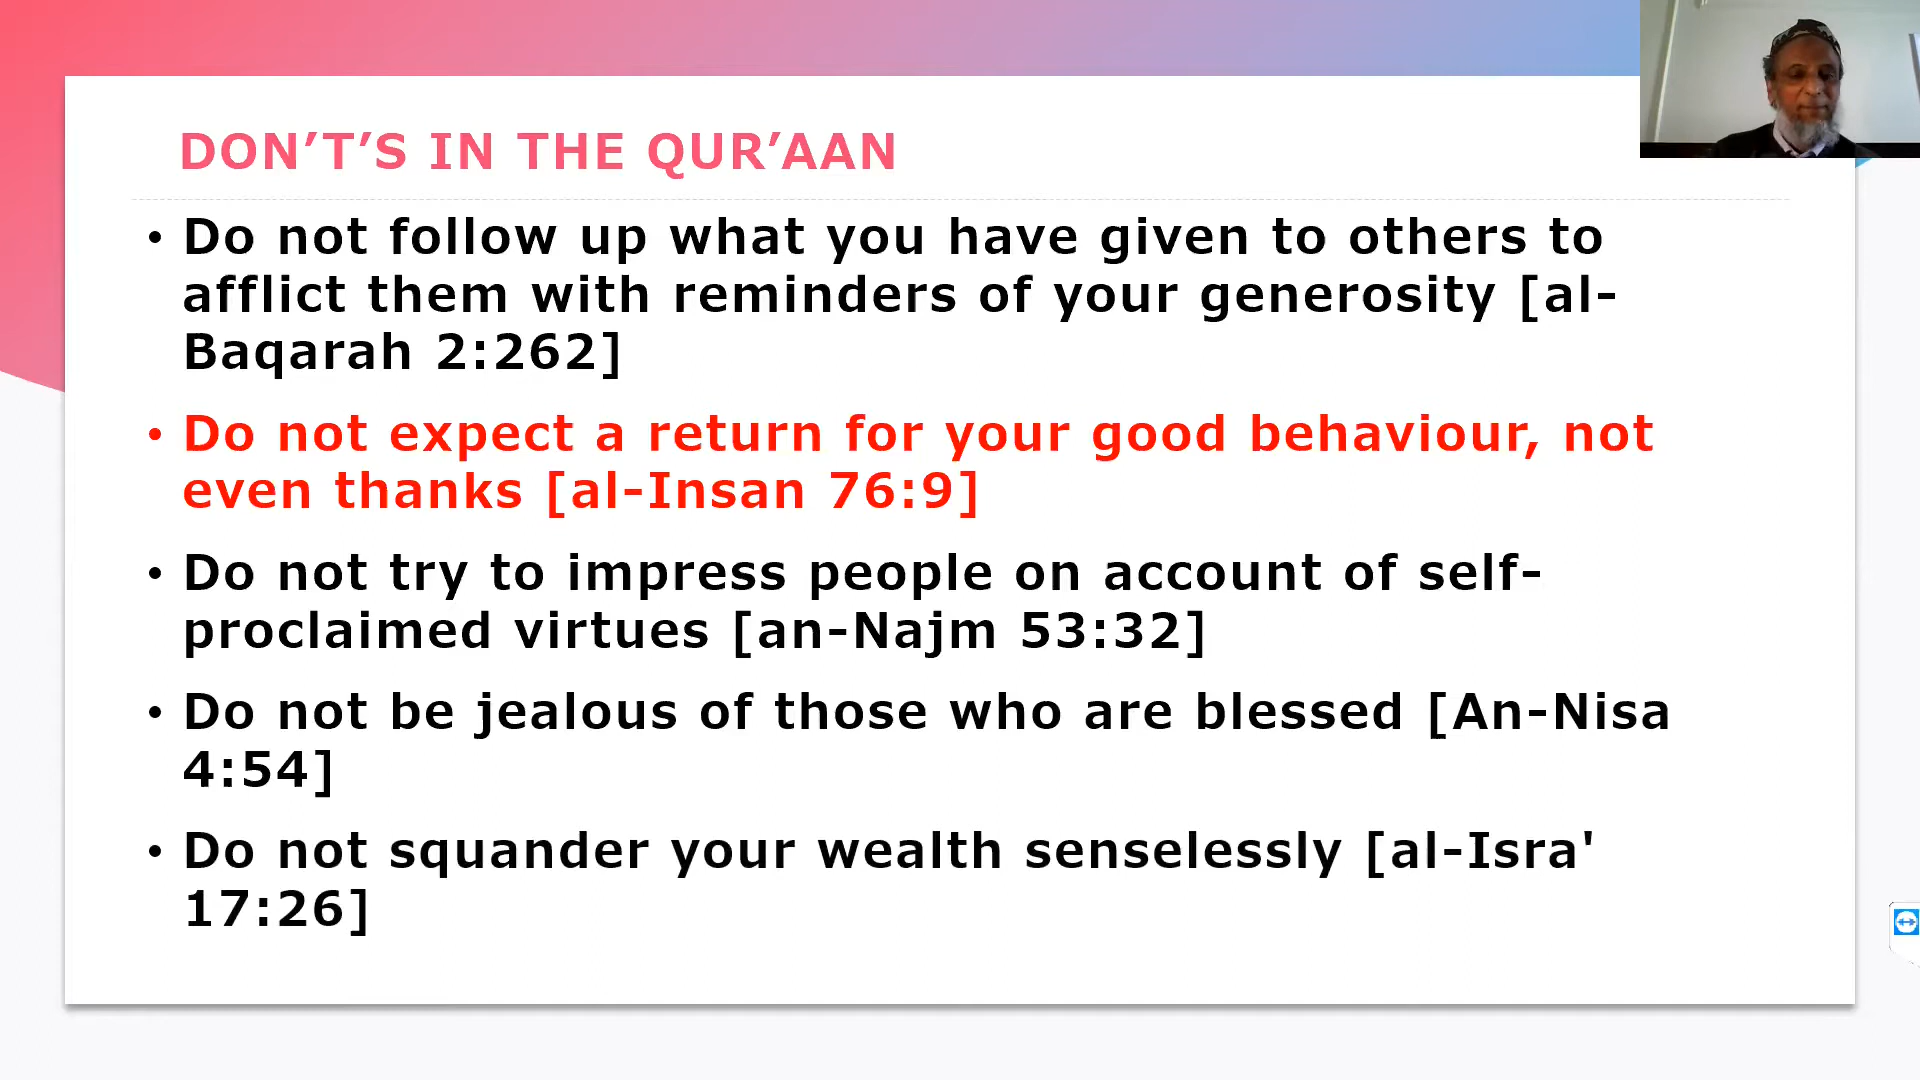 DON’T’S IN THE QUR’AAN
• Do not follow up what you have given to others to
afflict them with reminders of your generosity [al-
Baqarah 2:262]
• Do not expect a return for your good behaviour, not
even thanks [al-Insan 76:9]
• Do not try to impress people on account of self-
proclaimed virtues [an-Najm 53:32]
• Do not be jealous of those who are blessed [An-Nisa
4:54]
• Do not squander your wealth senselessly [al-Isra'
17:26]